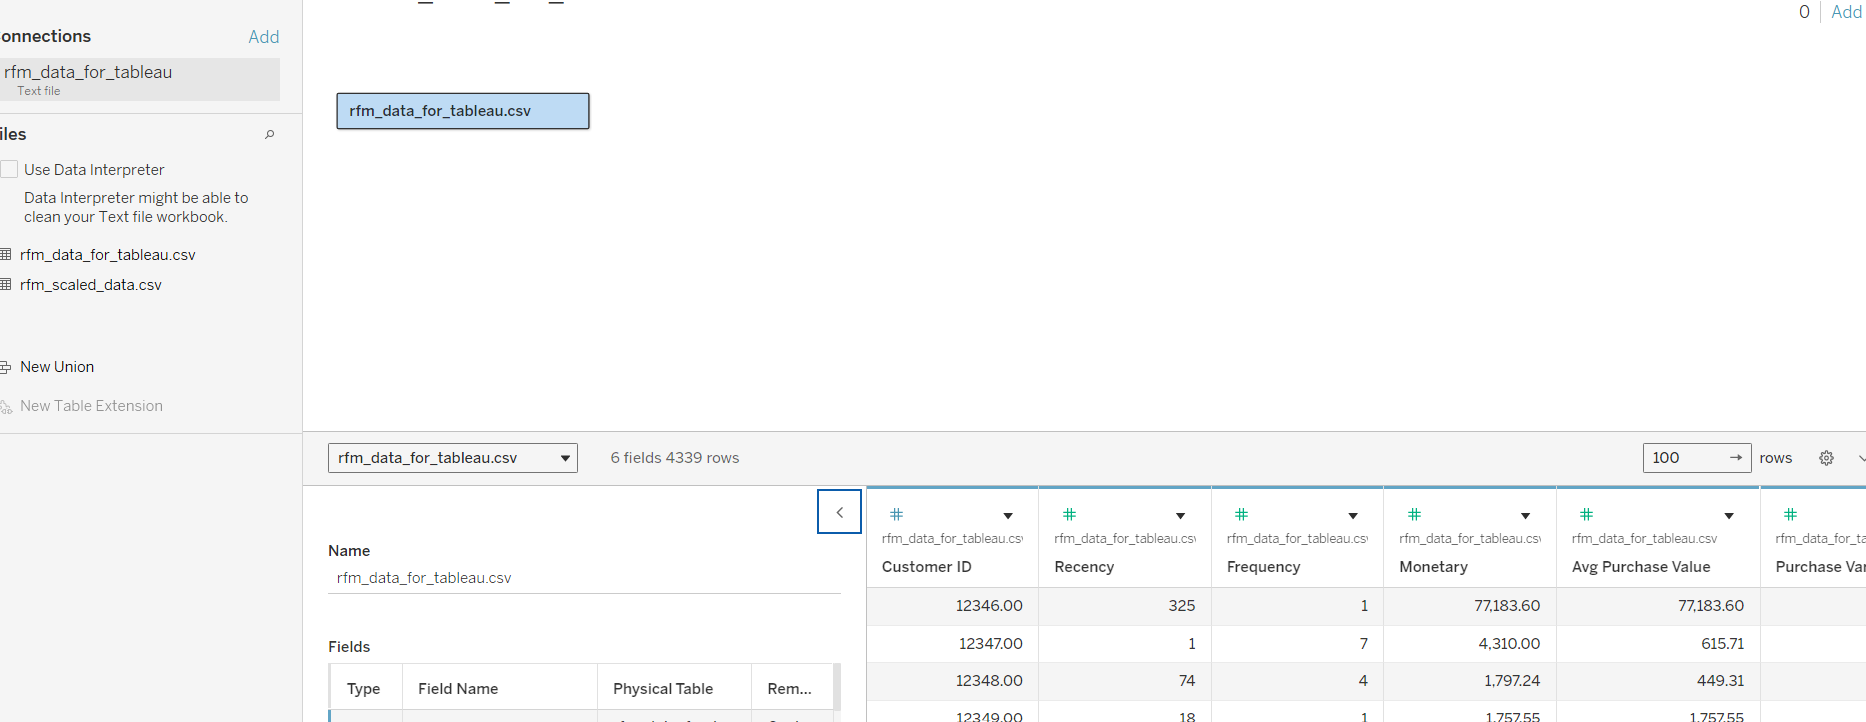 onnections Add
rfm_data_for_tableau
Text file
iles
Use Data Interpreter
Data Interpreter might be able to
clean your Text file workbook.
rfm_data_for_tableau.csv
rfm_scaled_data.csv
New Union
New Table Extension
0 Add
rfm_data_for_tableau.csv
rfm_data_for_tableau.csv 6 fields 4339 rows 100 rows
Name
rfm_data_for_tableau.csv
Fields
Type Field Name Physical Table Rem...
rfm_data_for_tableau.csv rfm_data_for_tableau.csv rfm_data_for_tableau.csv rfm_data_for_tableau.csv rfm_data_for_tableau.csv rfm_data_for_ta
Customer ID Recency Frequency Monetary Avg Purchase Value Purchase Var
12346.00 325 1 77,183.60 77,183.60
12347.00 1 7 4,310.00 615.71
12348.00 74 4 1,797.24 449.31
12349.00 18 1 1,757.55 1,757.55